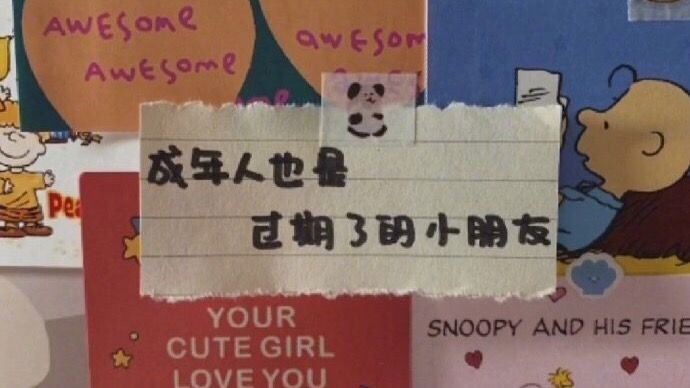 AWESOME
AWESOME
AWESOM
成年人也是
过期了的小朋友
Pea
YOUR
CUTE GIRL
LOVE YOU
SNOOPY AND HIS FRIE